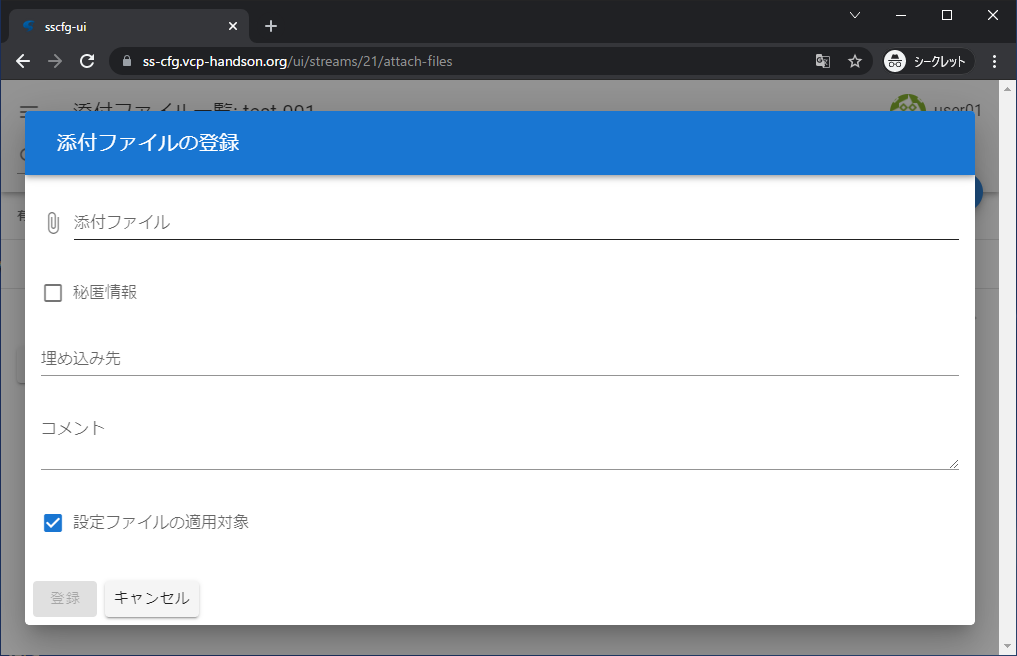 sscfg-ui
ss-cfg.vcp-handson.org/ui/streams/21/attach-files
シークレット
添付ファイル一覧: test-001
user01
添付ファイルの登録
添付ファイル
秘匿情報
埋め込み先
コメント
設定ファイルの適用対象
登録
キャンセル